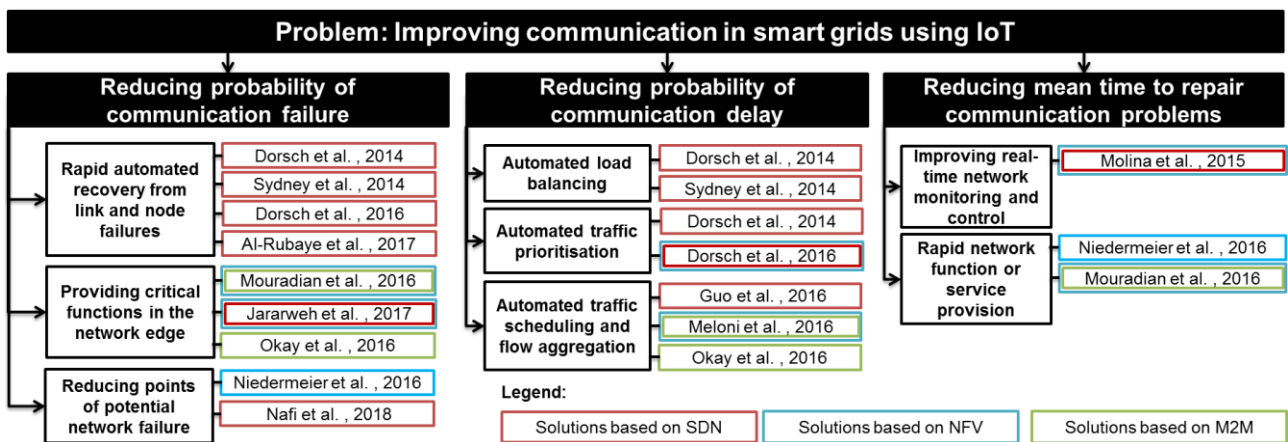 Problem: Improving communication in smart grids using IoT
Reducing probability of
communication failure
Rapid automated
recovery from
link and node
failures
Dorsch et al. , 2014
Sydney et al. , 2014
Dorsch et al. , 2016
Al-Rubaye et al. , 2017
Providing critical
functions in the
network edge
Mouradian et al. , 2016
Jararweh et al. , 2017
Okay et al. , 2016
Reducing points
of potential
network failure
Niedermeier et al. , 2016
Nafi et al. , 2018
Reducing probability of
communication delay
Automated load
balancing
Dorsch et al. , 2014
Sydney et al. , 2014
Automated traffic
prioritisation
Dorsch et al. , 2014
Dorsch et al. , 2016
Automated traffic
scheduling and
flow aggregation
Guo et al. , 2016
Meloni et al. , 2016
Okay et al. , 2016
Reducing mean time to repair
communication problems
Improving real-
time network
monitoring and
control
Molina et al. , 2015
Rapid network
function or
service
provision
Niedermeier et al. , 2016
Mouradian et al. , 2016
Legend:
Solutions based on SDN
Solutions based on NFV
Solutions based on M2M